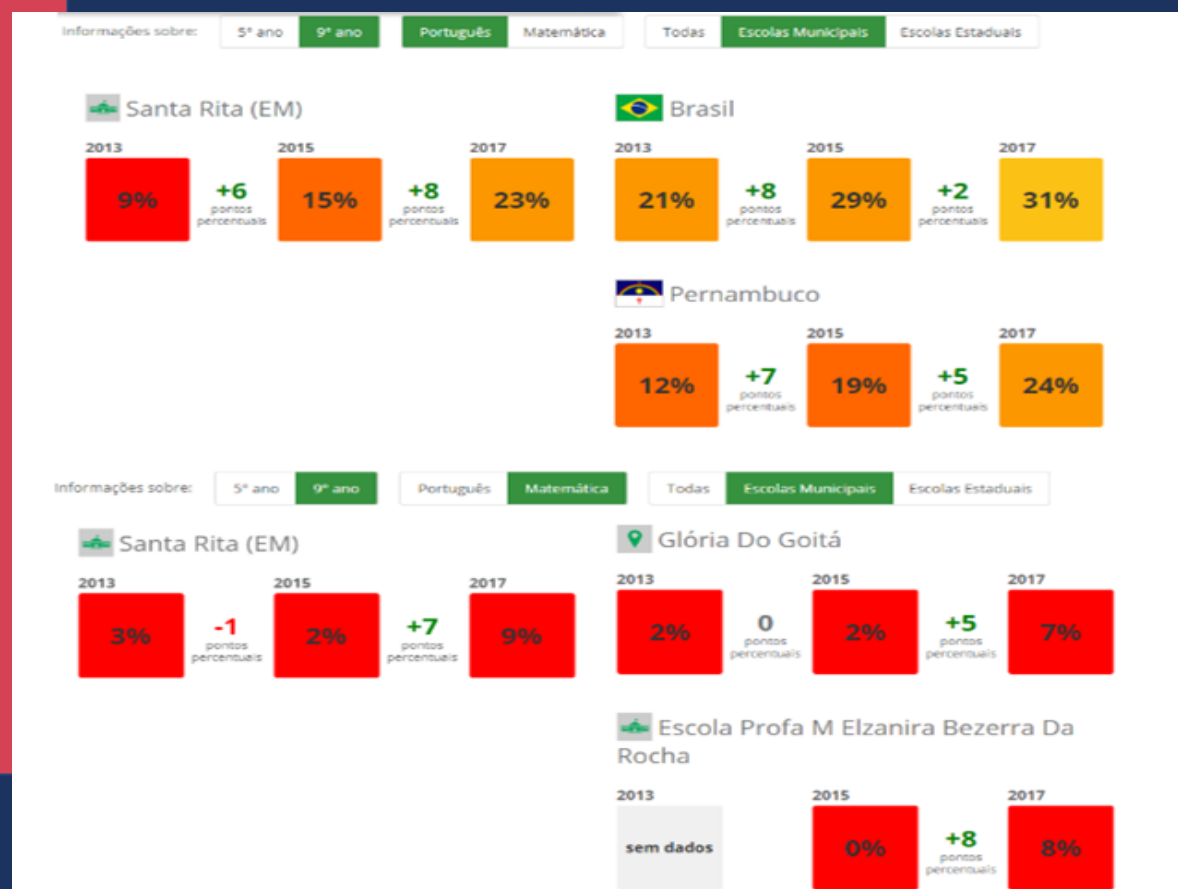 Informações sobre: 5º ano 9º ano Português Matemática Todas Escolas Municipais Escolas Estaduais
Santa Rita (EM)
2013 2015 2017
9% +6 pontos percentuais 15% +8 pontos percentuais 23%
Brasil
2013 2015 2017
21% +8 pontos percentuais 29% +2 pontos percentuais 31%
Pernambuco
2013 2015 2017
12% +7 pontos percentuais 19% +5 pontos percentuais 24%
Informações sobre: 5º ano 9º ano Português Matemática Todas Escolas Municipais Escolas Estaduais
Santa Rita (EM)
2013 2015 2017
3% -1 pontos percentuais 2% +7 pontos percentuais 9%
Glória Do Goitá
2013 2015 2017
2% 0 pontos percentuais 2% +5 pontos percentuais 7%
Escola Profa M Elzanira Bezerra Da
Rocha
2013 2015 2017
sem dados 0% +8 pontos percentuais 8%